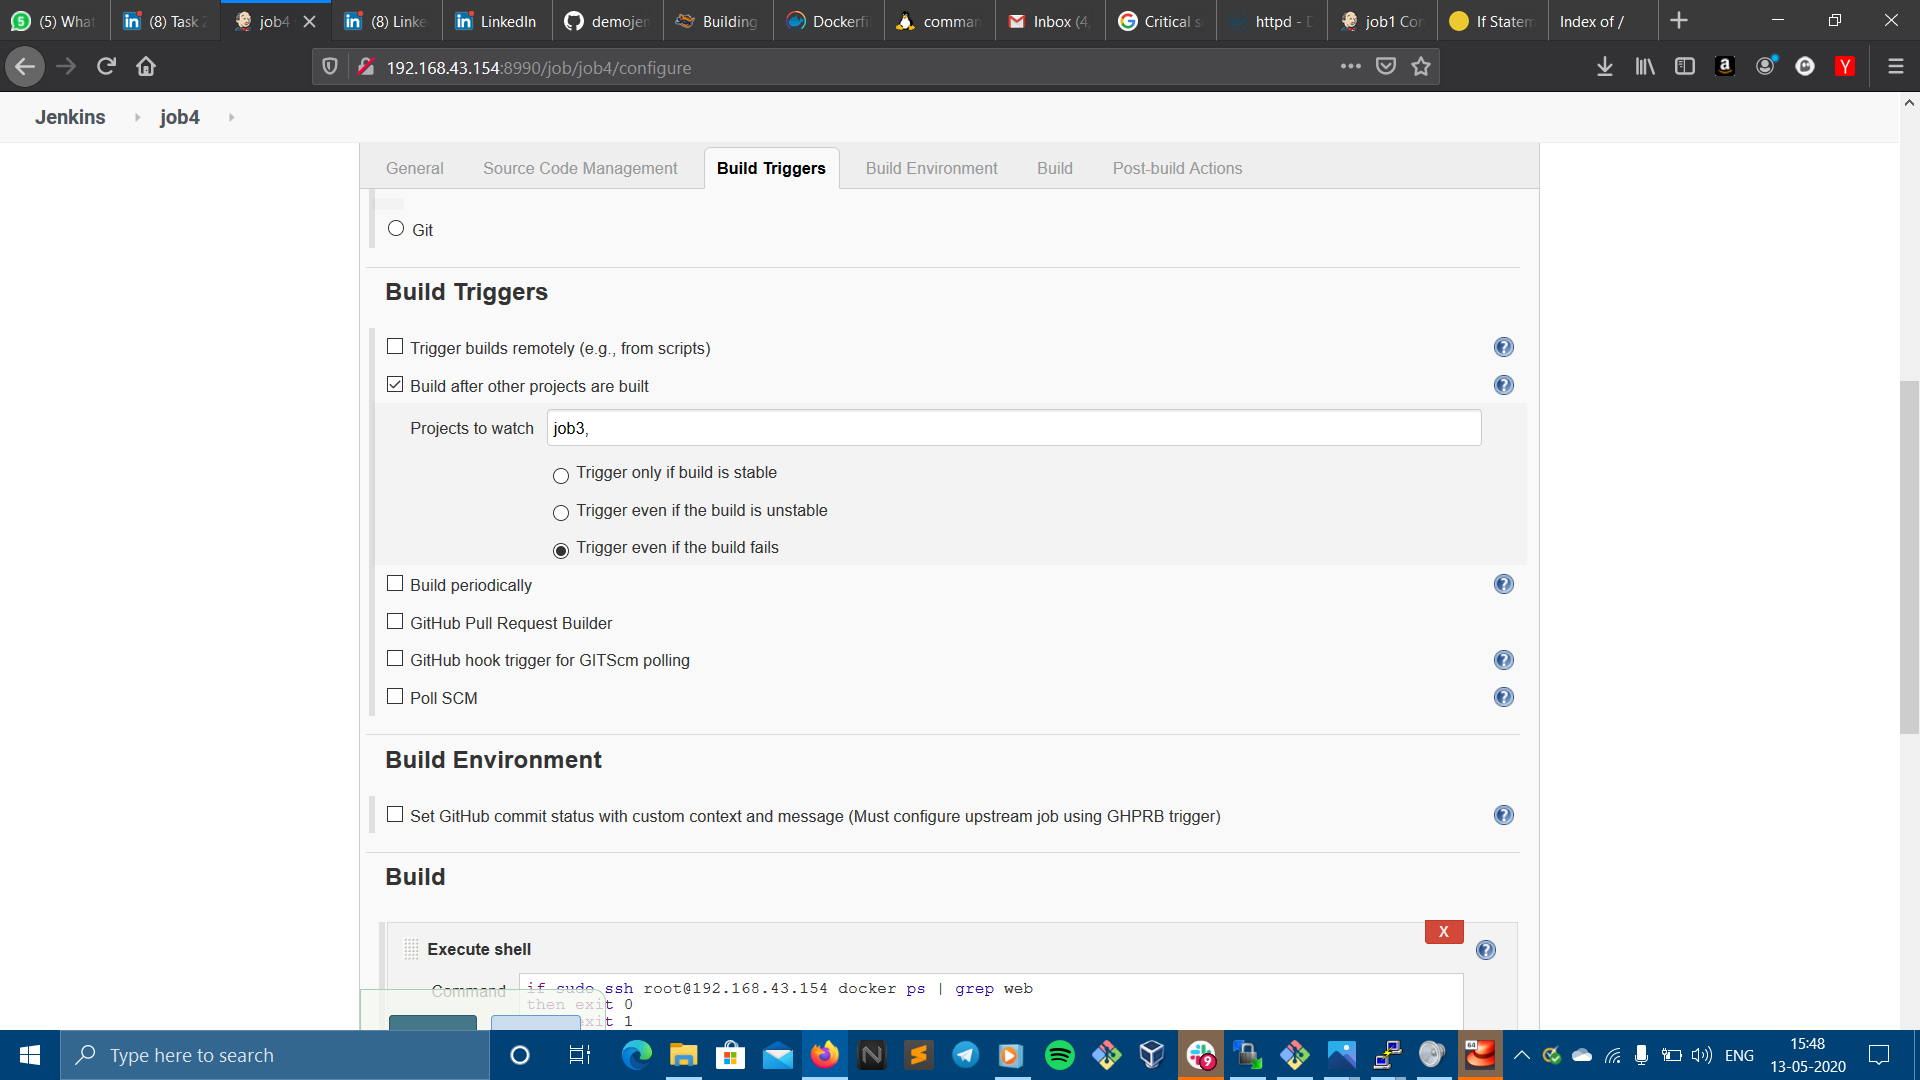 (5) What
(8) Task 2
job4
(8) Linke
LinkedIn
demojen
Building
Dockerfi
comman
Inbox (4,
Critical s
httpd - D
job1 Con
If Statem
Index of /
192.168.43.154:8990/job/job4/configure
Jenkins
job4
General
Source Code Management
Build Triggers
Build Environment
Build
Post-build Actions
Git
Build Triggers
Trigger builds remotely (e.g., from scripts)
Build after other projects are built
Projects to watch
job3,
Trigger only if build is stable
Trigger even if the build is unstable
Trigger even if the build fails
Build periodically
GitHub Pull Request Builder
GitHub hook trigger for GITScm polling
Poll SCM
Build Environment
Set GitHub commit status with custom context and message (Must configure upstream job using GHPRB trigger)
Build
X
Execute shell
Command
if sudo ssh root@192.168.43.154 docker ps | grep web
then exit 0
exit 1
Type here to search
ENG
15:48
13-05-2020